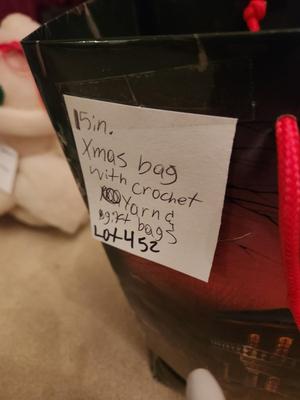 15in.
Xmas bag
with crochet
Yarn &
gift bags
Lot 452